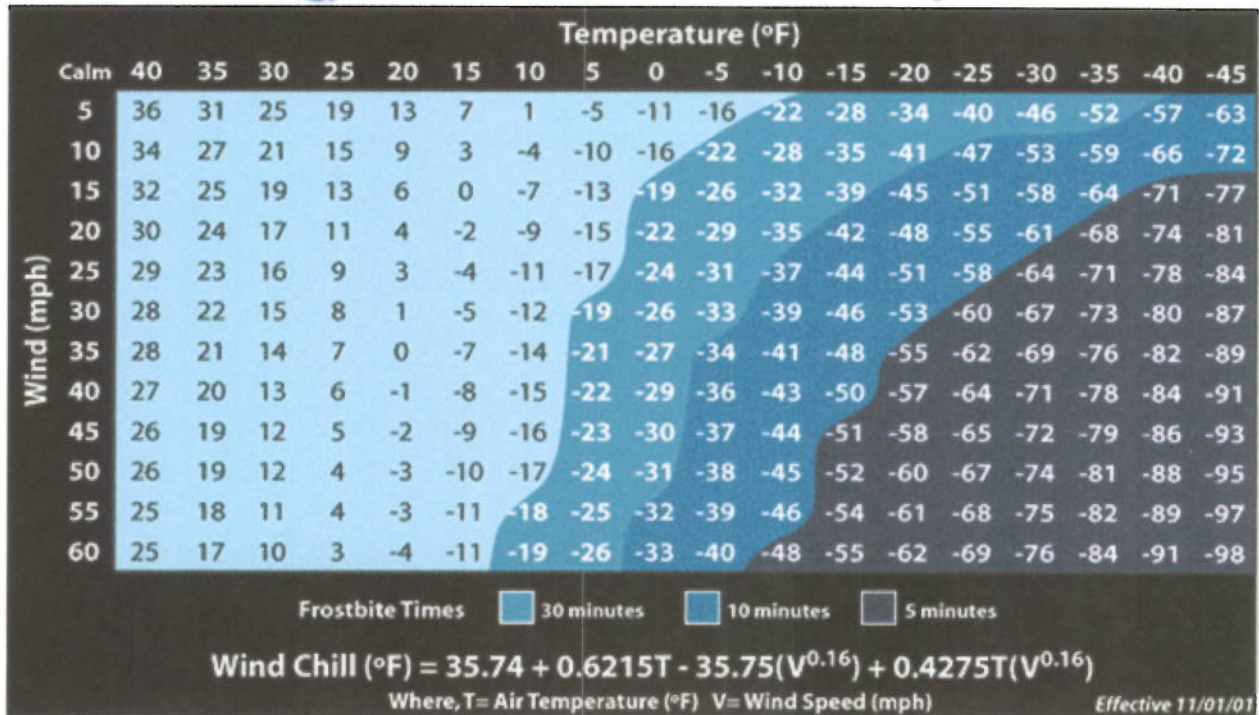 Temperature (ºF)
Calm 40 35 30 25 20 15 10 5 0 -5 -10 -15 -20 -25 -30 -35 -40 -45
5 36 31 25 19 13 7 1 -5 -11 -16 -22 -28 -34 -40 -46 -52 -57 -63
10 34 27 21 15 9 3 -4 -10 -16 -22 -28 -35 -41 -47 -53 -59 -66 -72
15 32 25 19 13 6 0 -7 -13 -19 -26 -32 -39 -45 -51 -58 -64 -71 -77
20 30 24 17 11 4 -2 -9 -15 -22 -29 -35 -42 -48 -55 -61 -68 -74 -81
25 29 23 16 9 3 -4 -11 -17 -24 -31 -37 -44 -51 -58 -64 -71 -78 -84
30 28 22 15 8 1 -5 -12 -19 -26 -33 -39 -46 -53 -60 -67 -73 -80 -87
35 28 21 14 7 0 -7 -14 -21 -27 -34 -41 -48 -55 -62 -69 -76 -82 -89
40 27 20 13 6 -1 -8 -15 -22 -29 -36 -43 -50 -57 -64 -71 -78 -84 -91
45 26 19 12 5 -2 -9 -16 -23 -30 -37 -44 -51 -58 -65 -72 -79 -86 -93
50 26 19 12 4 -3 -10 -17 -24 -31 -38 -45 -52 -60 -67 -74 -81 -88 -95
55 25 18 11 4 -3 -11 -18 -25 -32 -39 -46 -54 -61 -68 -75 -82 -89 -97
60 25 17 10 3 -4 -11 -19 -26 -33 -40 -48 -55 -62 -69 -76 -84 -91 -98
Wind (mph)
Frostbite Times 30 minutes 10 minutes 5 minutes
Wind Chill (ºF) = 35.74 + 0.6215T - 35.75(V^0.16) + 0.4275T(V^0.16)
Where, T= Air Temperature (ºF) V= Wind Speed (mph) Effective 11/01/01